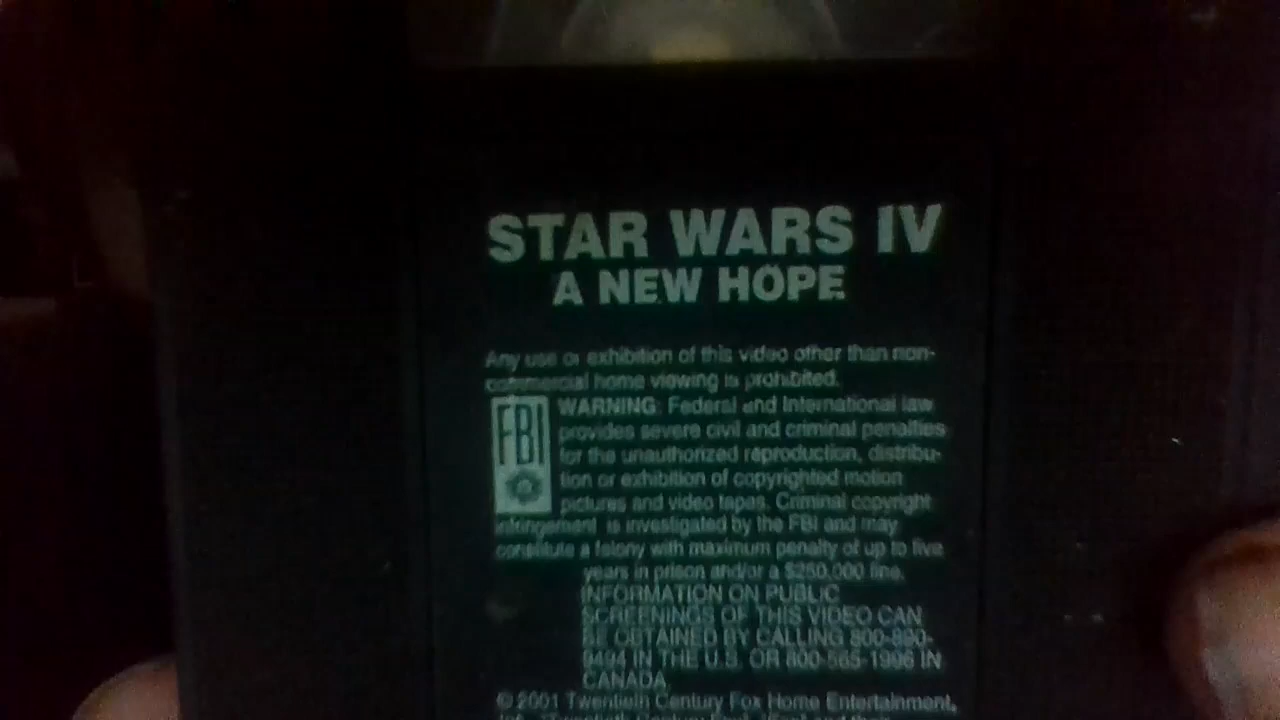 STAR WARS IV
A NEW HOPE
Any use or exhibition of this video other than non-
commercial home viewing is prohibited.
FBI
WARNING: Federal and International law
provides severe civil and criminal penalties
for the unauthorized reproduction, distribu-
tion or exhibition of copyrighted motion
pictures and video tapes. Criminal copyright
infringement is investigated by the FBI and may
constitute a felony with maximum penalty of up to five
years in prison and/or a $250,000 fine.
INFORMATION ON PUBLIC
SCREENINGS OF THIS VIDEO CAN
BE OBTAINED BY CALLING 800-890-
9494 IN THE U.S. OR 800-565-1996 IN
CANADA
© 2001 Twentieth Century Fox Home Entertainment,